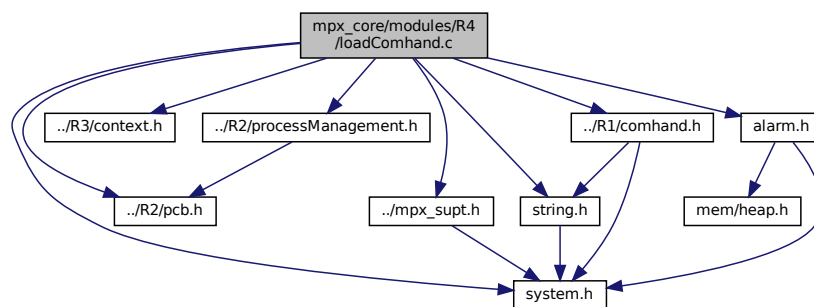 mpx_core/modules/R4
/loadComhand.c
../R3/context.h
../R2/processManagement.h
../R1/comhand.h
alarm.h
../R2/pcb.h
../mpx_supt.h
string.h
mem/heap.h
system.h